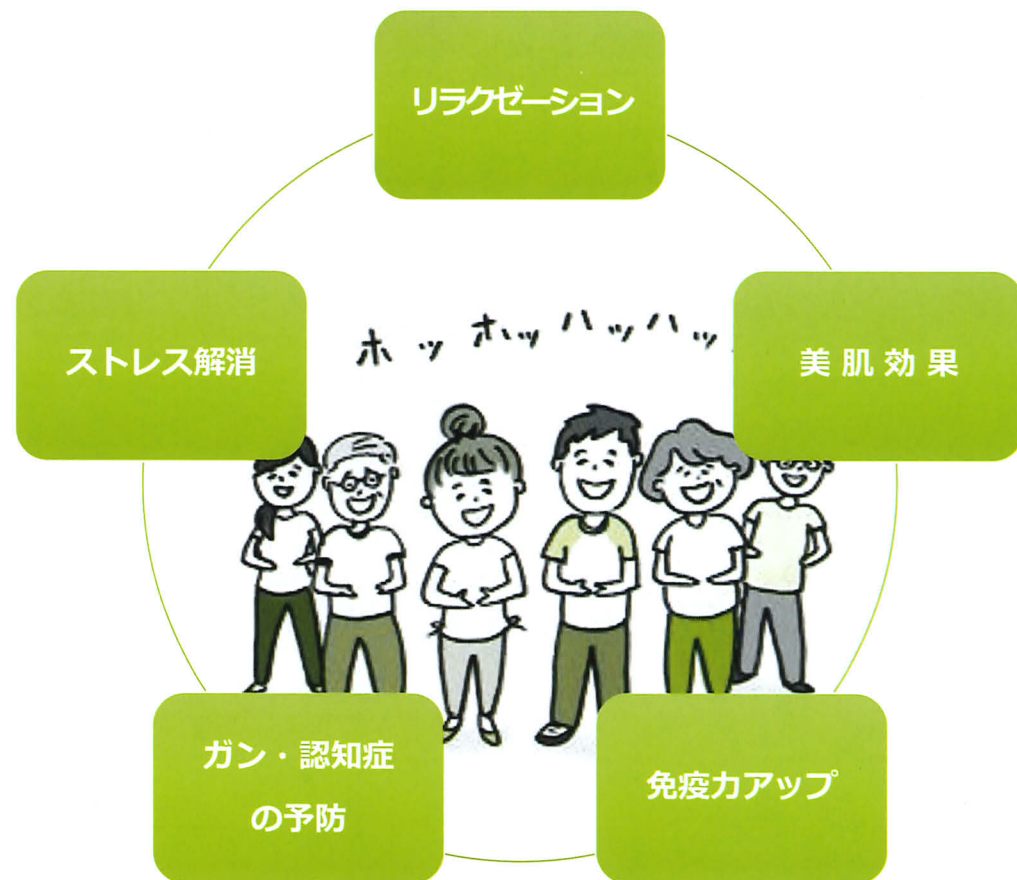 リラクゼーション
ストレス解消
ホッ ホッ ハッハッ
美肌効果
ガン・認知症
の予防
免疫力アップ